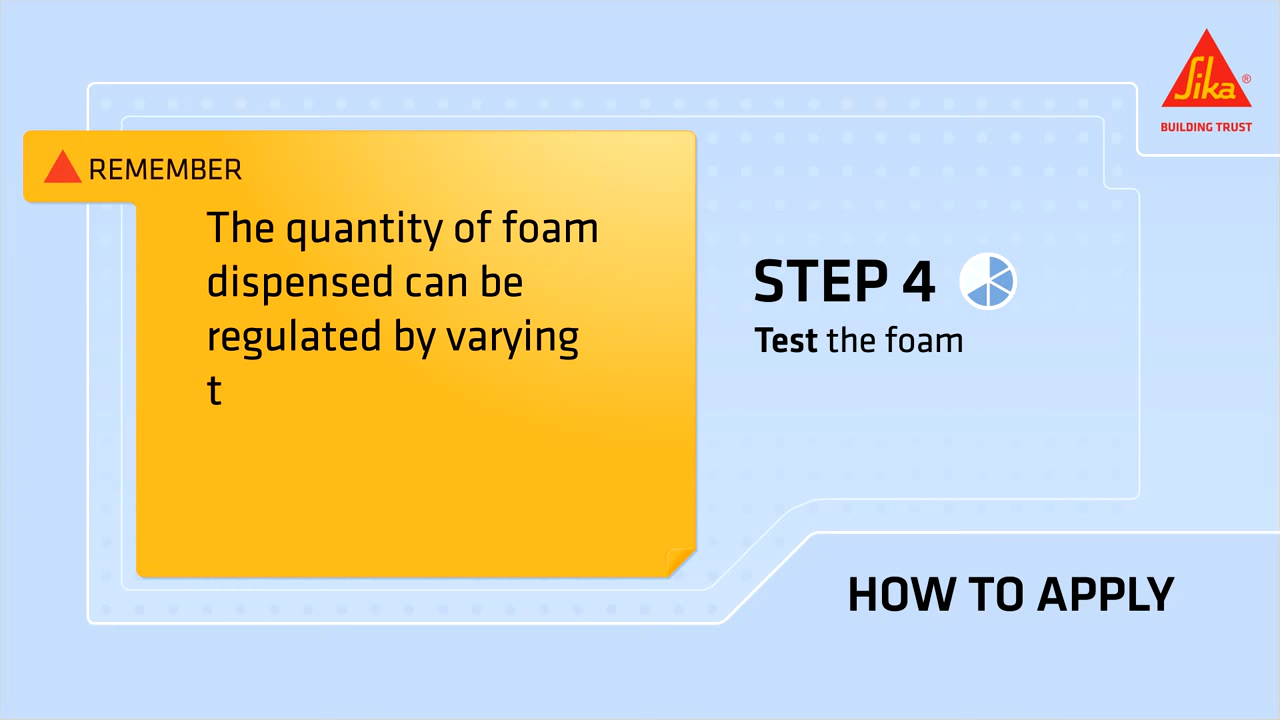 Sika®
BUILDING TRUST
REMEMBER
The quantity of foam
dispensed can be
regulated by varying
t
STEP 4
Test the foam
HOW TO APPLY